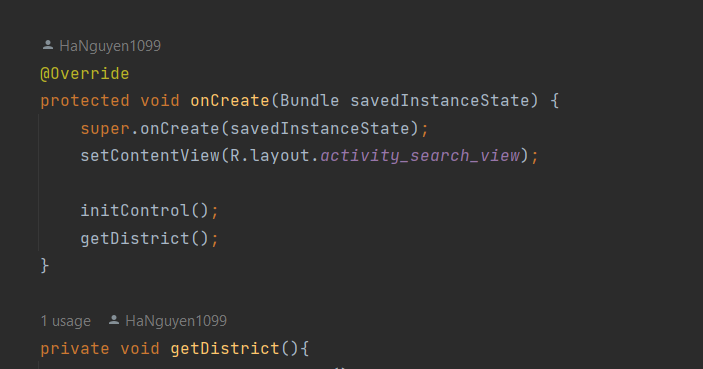 HaNguyen1099
@Override
protected void onCreate(Bundle savedInstanceState) {
super.onCreate(savedInstanceState);
setContentView(R.layout.activity_search_view);
initControl();
getDistrict();
}
1 usage HaNguyen1099
private void getDistrict(){